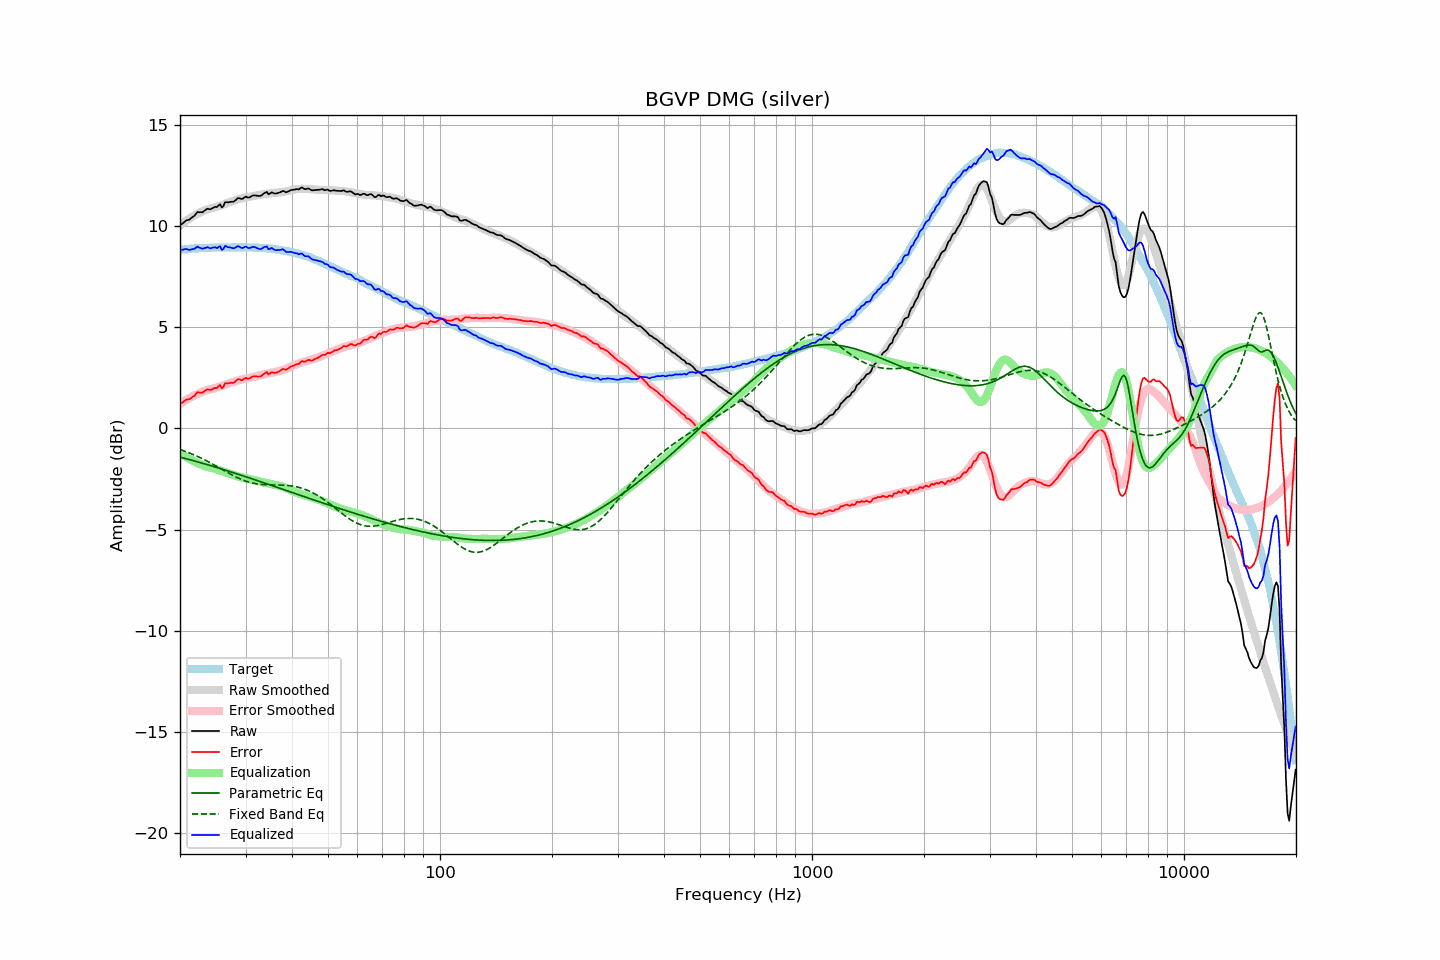 BGVP DMG (silver)
15
10
5
0
−5
−10
−15
−20
Amplitude (dBr)
Target
Raw Smoothed
Error Smoothed
Raw
Error
Equalization
Parametric Eq
Fixed Band Eq
Equalized
100
1000
10000
Frequency (Hz)